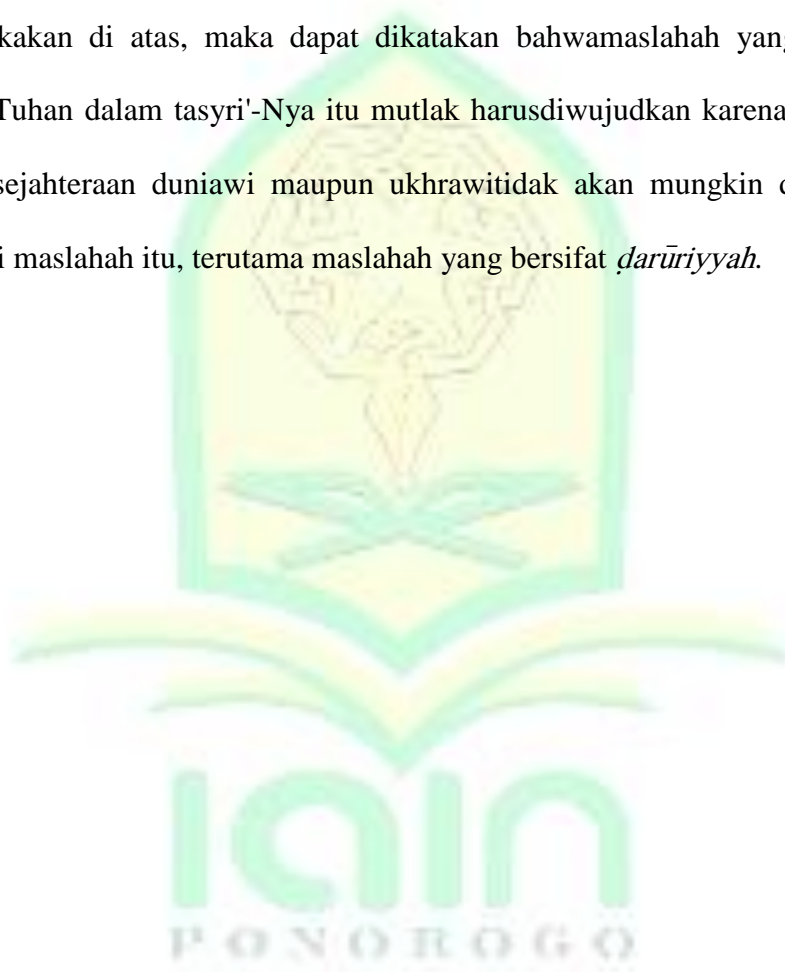 kakan di atas, maka dapat dikatakan bahwamaslahah yang
Tuhan dalam tasyri'-Nya itu mutlak harusdiwujudkan karena
sejahteraan duniawi maupun ukhrawitidak akan mungkin
i maslahah itu, terutama maslahah yang bersifat ḍarūriyyah.
iain
PONOROGO